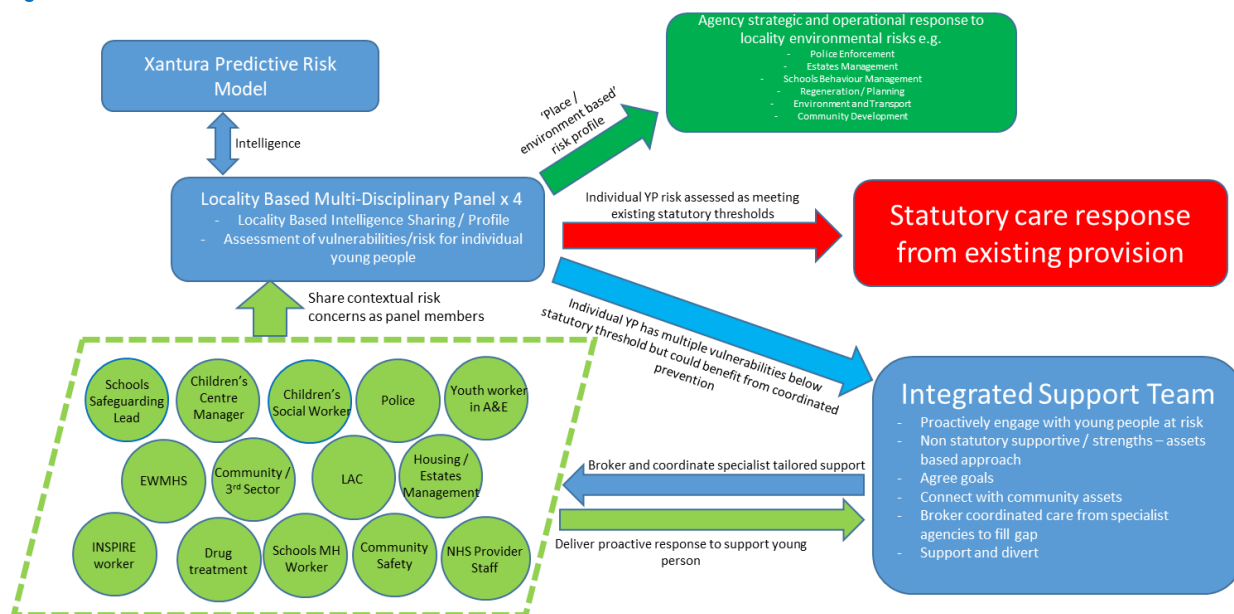 Xantura Predictive Risk
Model
Intelligence
Locality Based Multi-Disciplinary Panel x 4
- Locality Based Intelligence Sharing / Profile
- Assessment of vulnerabilities/risk for individual
young people
Agency strategic and operational response to
locality environmental risks e.g.
- Police Enforcement
- Estates Management
- Schools Behaviour Management
- Regeneration / Planning
- Environment and Transport
- Community Development
‘Place /
environment based’
risk profile
Individual YP risk assessed as meeting
existing statutory thresholds
Statutory care response
from existing provision
Individual YP has multiple vulnerabilities below
statutory threshold but could benefit from coordinated
prevention
Share contextual risk
concerns as panel members
Schools
Safeguarding
Lead
Children’s
Centre
Manager
Children’s
Social Worker
Police
Youth worker
in A&E
EWMHS
Community /
3rd Sector
LAC
Housing /
Estates
Management
INSPIRE
worker
Drug
treatment
Schools MH
Worker
Community
Safety
NHS Provider
Staff
Broker and coordinate specialist tailored support
Deliver proactive response to support young
person
Integrated Support Team
- Proactively engage with young people at risk
- Non statutory supportive / strengths – assets
based approach
- Agree goals
- Connect with community assets
- Broker coordinated care from specialist
agencies to fill gap
- Support and divert